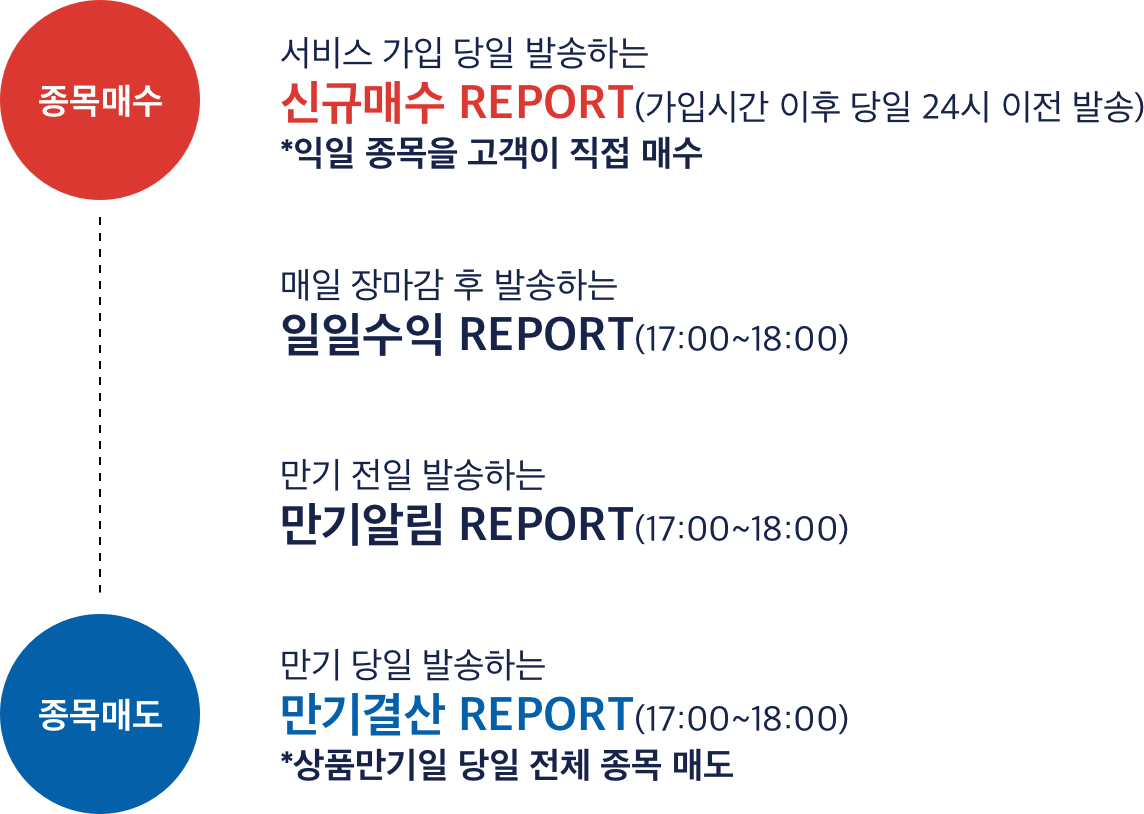 종목매수
서비스 가입 당일 발송하는
신규매수 REPORT(가입시간 이후 당일 24시 이전 발송)
*익일 종목을 고객이 직접 매수
매일 장마감 후 발송하는
일일수익 REPORT(17:00~18:00)
만기 전일 발송하는
만기알림 REPORT(17:00~18:00)
종목매도
만기 당일 발송하는
만기결산 REPORT(17:00~18:00)
*상품만기일 당일 전체 종목 매도